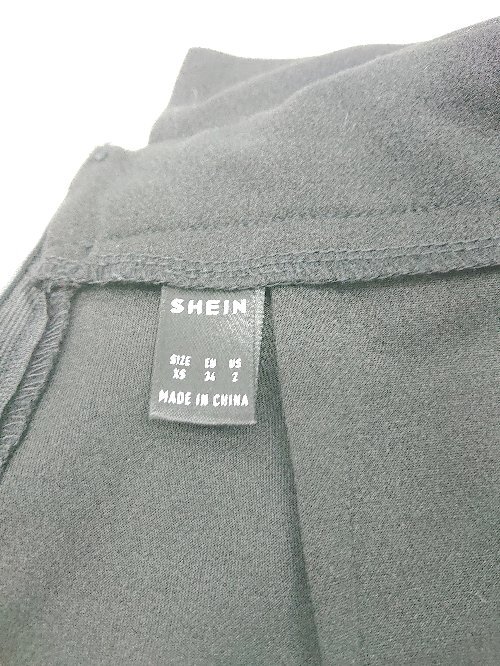 SHEIN
SIZE EU US
XS 34 2
MADE IN CHINA